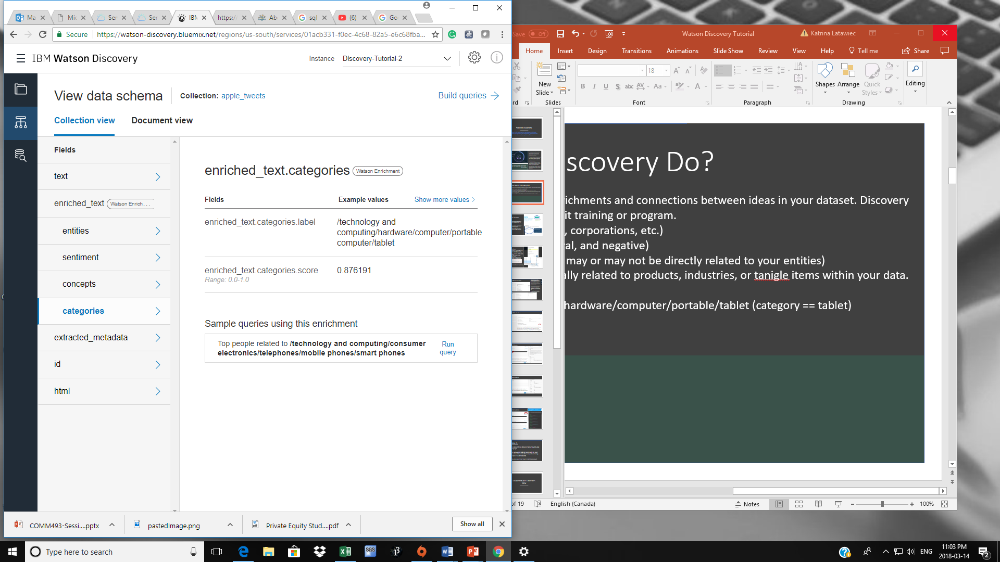 Ma
Mic
Ser
Ser
IBM
https:/
Ab
sql
(6)
Go
Secure
https://watson-discovery.bluemix.net/regions/us-south/services/01acb331-f0ec-4c68-82a5-e6c68fba...
IBM Watson Discovery
Instance
Discovery-Tutorial-2
View data schema
Collection: apple_tweets
Build queries
Collection view
Document view
Fields
text
enriched_text
Watson Enrich...
entities
sentiment
concepts
categories
extracted_metadata
id
html
enriched_text.categories
Watson Enrichment
Fields
Example values
Show more values
enriched_text.categories.label
/technology and
computing/hardware/computer/portable
computer/tablet
enriched_text.categories.score
0.876191
Range: 0.0-1.0
Sample queries using this enrichment
Top people related to /technology and computing/consumer
electronics/telephones/mobile phones/smart phones
Run
query
COMM493-Sessi....pptx
pastedImage.png
Private Equity Stud....pdf
Show all
Save
Off
Watson Discovery Tutorial
Katrina Latawiec
Home
Insert
Design
Transitions
Animations
Slide Show
Review
View
Help
Tell me
Share
New
Slide
18
B I U S abc AV Aa A
Shapes
Arrange
Quick
Styles
Editing
rd
Slides
Font
Paragraph
Drawing
scovery Do?
ichments and connections between ideas in your dataset. Discovery
it training or program.
, corporations, etc.)
al, and negative)
may or may not be directly related to your entities)
ally related to products, industries, or tanigle items within your data.
hardware/computer/portable/tablet (category == tablet)
of 19
English (Canada)
Notes
100%
Type here to search
ENG
11:03 PM
2018-03-14
2